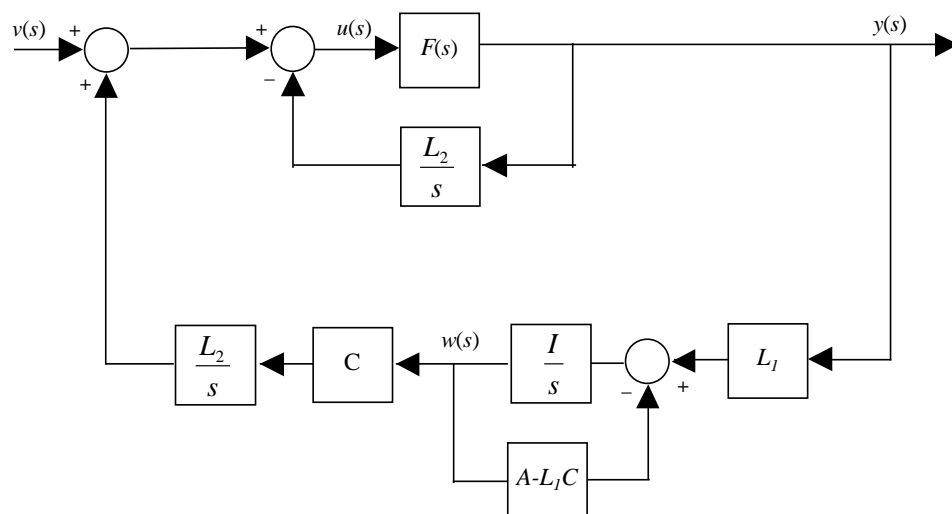 v(s)
+
+
+
−
u(s)
F(s)
y(s)
L₂
s
L₂
s
C
w(s)
I
s
−
+
L₁
A-L₁C